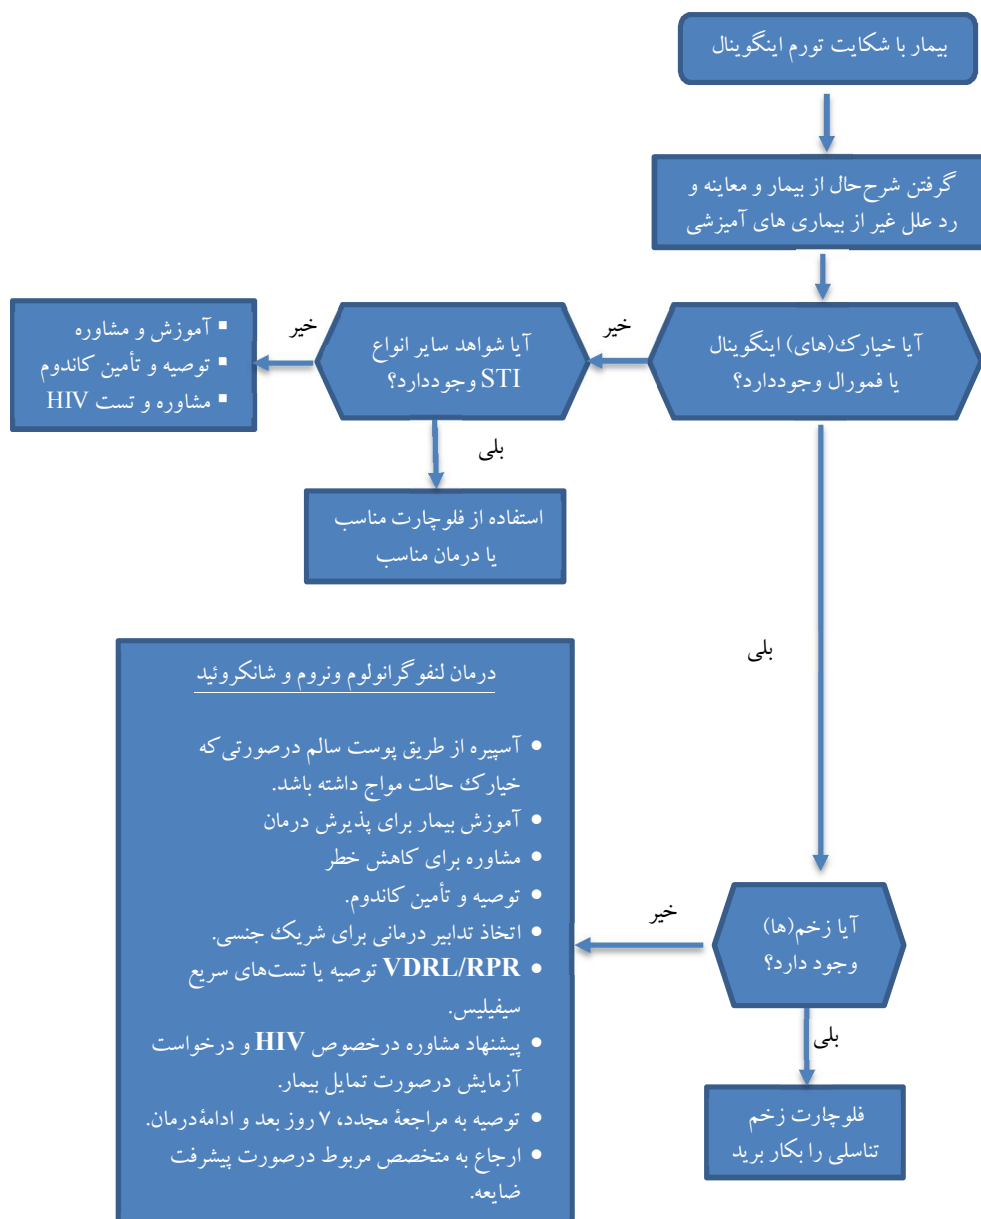 بیمار با شکایت تورم اینگوینال
گرفتن شرح‌حال از بیمار و معاینه و
رد علل غیر از بیماری های آمیزشی
آیا خیارک(های) اینگوینال
یا فمورال وجوددارد؟
خیر
آیا شواهد سایر انواع
STI وجوددارد؟
خیر
▪ آموزش و مشاوره
▪ توصیه و تأمین کاندوم
▪ مشاوره و تست HIV
بلی
استفاده از فلوچارت مناسب
یا درمان مناسب
بلی
آیا زخم(ها)
وجود دارد؟
خیر
درمان لنفوگرانولوم ونروم و شانکروئید
• آسپیره از طریق پوست سالم درصورتی‌که
خیارک حالت مواج داشته باشد.
• آموزش بیمار برای پذیرش درمان
• مشاوره برای کاهش خطر
• توصیه و تأمین کاندوم.
• اتخاذ تدابیر درمانی برای شریک جنسی.
• VDRL/RPR توصیه یا تست‌های سریع
سیفیلیس.
• پیشنهاد مشاوره درخصوص HIV و درخواست
آزمایش درصورت تمایل بیمار.
• توصیه به مراجعۀ مجدد، ۷ روز بعد و ادامۀدرمان.
• ارجاع به متخصص مربوط درصورت پیشرفت
ضایعه.
بلی
فلوچارت زخم
تناسلی را بکار برید